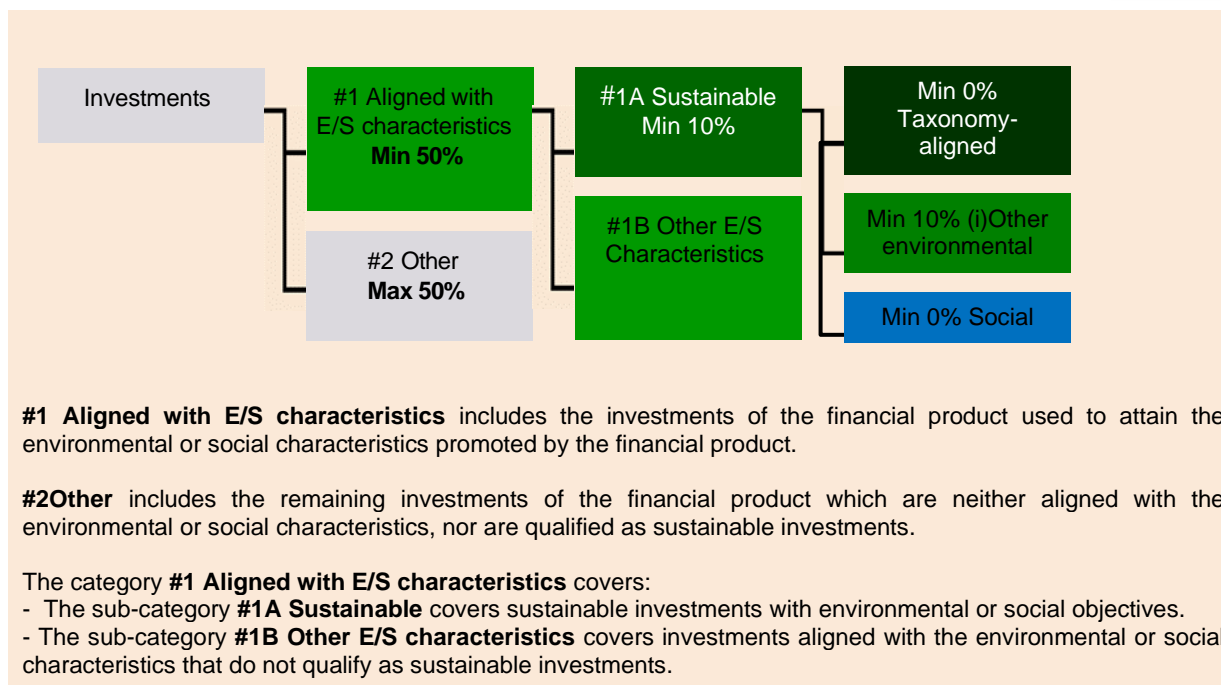 Investments
#1 Aligned with
E/S characteristics
Min 50%
#2 Other
Max 50%
#1A Sustainable
Min 10%
#1B Other E/S
Characteristics
Min 0%
Taxonomy-
aligned
Min 10% (i)Other
environmental
Min 0% Social
#1 Aligned with E/S characteristics includes the investments of the financial product used to attain the
environmental or social characteristics promoted by the financial product.
#2Other includes the remaining investments of the financial product which are neither aligned with the
environmental or social characteristics, nor are qualified as sustainable investments.
The category #1 Aligned with E/S characteristics covers:
- The sub-category #1A Sustainable covers sustainable investments with environmental or social objectives.
- The sub-category #1B Other E/S characteristics covers investments aligned with the environmental or social
characteristics that do not qualify as sustainable investments.